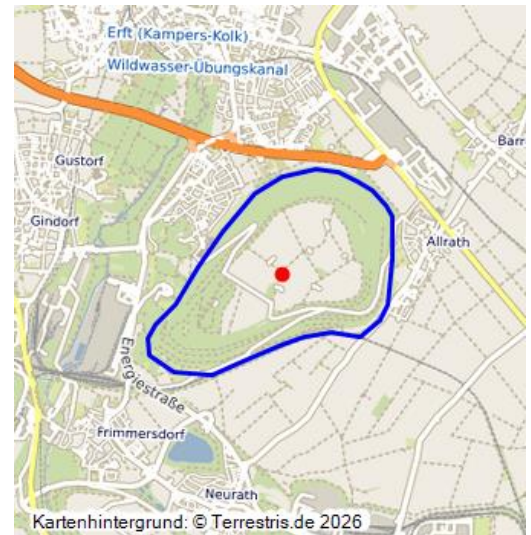 Erft (Kampers-Kolk)
Wildwasser-Übungskanal
Gustorf
Barr
Gindorf
Allrath
Energiestraße
Frimmersdorf
Neurath
Kartenhintergrund: © Terrestris.de 2026